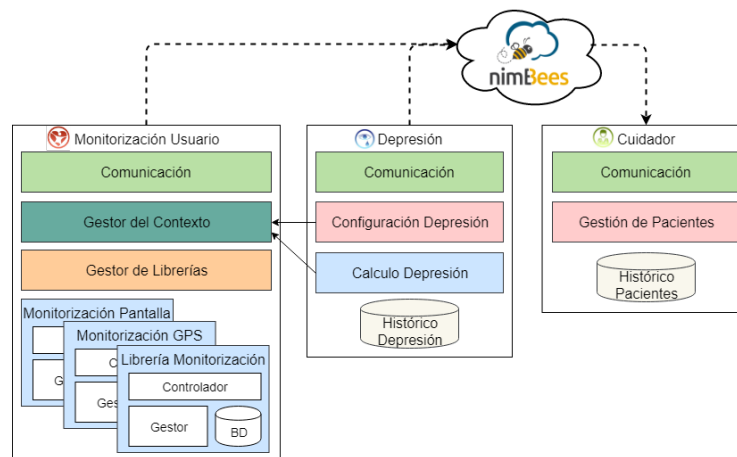 nimBees
Monitorización Usuario
Comunicación
Gestor del Contexto
Gestor de Librerías
Monitorización Pantalla
Monitorización GPS
Librería Monitorización
Controlador
Gestor
BD
Depresión
Comunicación
Configuración Depresión
Calculo Depresión
Histórico
Depresión
Cuidador
Comunicación
Gestión de Pacientes
Histórico
Pacientes